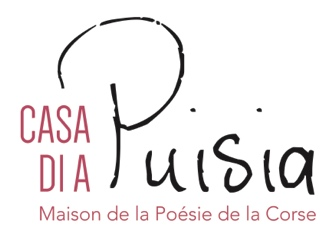 CASA
DI A Puisia
Maison de la Poésie de la Corse